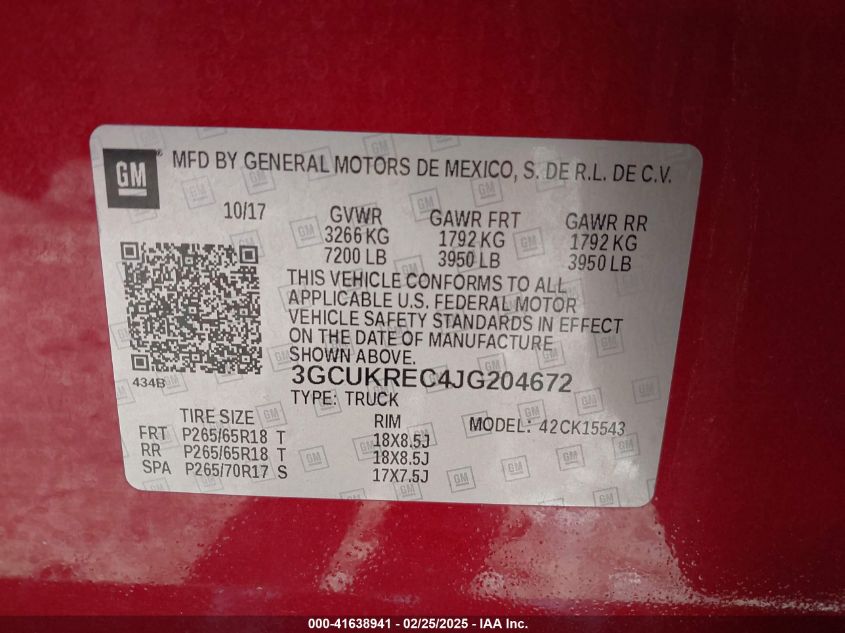 GM® MFD BY GENERAL MOTORS DE MEXICO, S. DE R.L. DE C.V.
10/17 GVWR GAWR FRT GAWR RR
3266 KG 1792 KG 1792 KG
7200 LB 3950 LB 3950 LB
THIS VEHICLE CONFORMS TO ALL
APPLICABLE U.S. FEDERAL MOTOR
VEHICLE SAFETY STANDARDS IN EFFECT
ON THE DATE OF MANUFACTURE
SHOWN ABOVE.
434B
3GCUKREC4JG204672
TYPE: TRUCK
TIRE SIZE RIM MODEL: 42CK15543
FRT P265/65R18 T 18X8.5J
RR P265/65R18 T 18X8.5J
SPA P265/70R17 S 17X7.5J
000-41638941 - 02/25/2025 - IAA Inc.